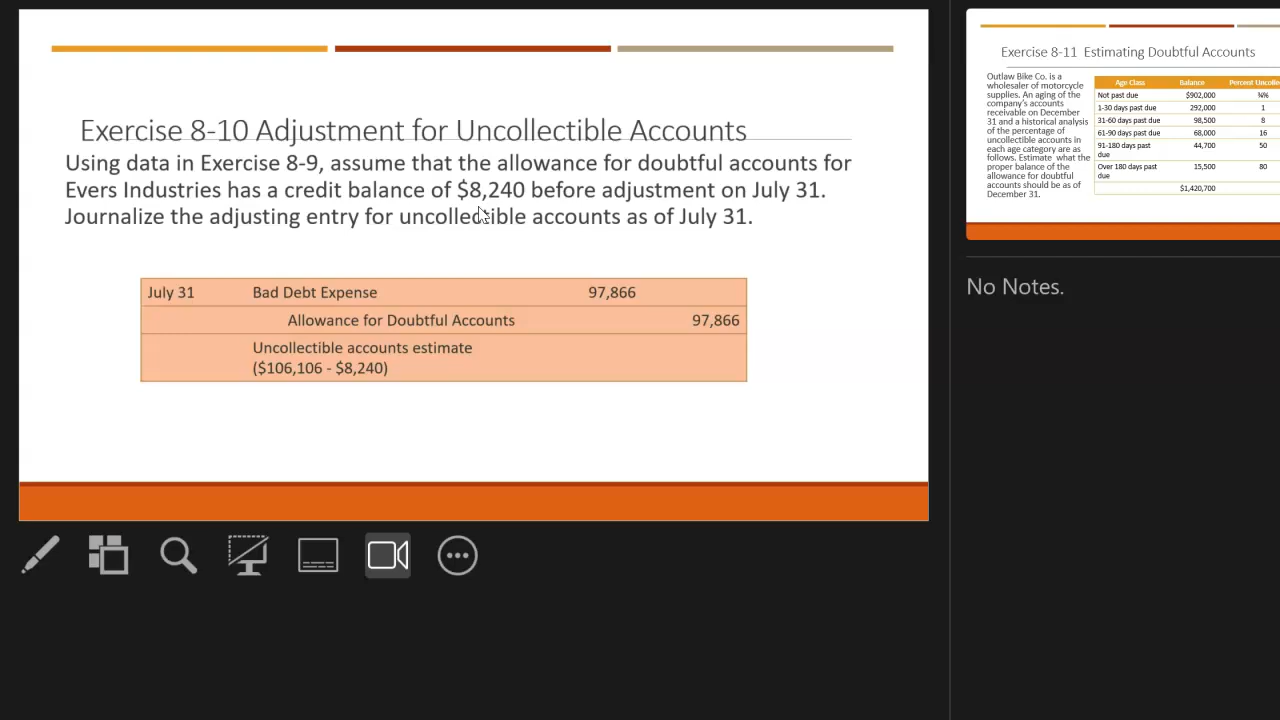 Exercise 8-10 Adjustment for Uncollectible Accounts
Using data in Exercise 8-9, assume that the allowance for doubtful accounts for
Evers Industries has a credit balance of $8,240 before adjustment on July 31.
Journalize the adjusting entry for uncollectible accounts as of July 31.
July 31 Bad Debt Expense 97,866
Allowance for Doubtful Accounts 97,866
Uncollectible accounts estimate
($106,106 - $8,240)
Exercise 8-11 Estimating Doubtful Accounts
Outlaw Bike Co. is a
wholesaler of motorcycle
supplies. An aging of the
company's accounts
receivable on December
31 and a historical analysis
of the percentage of
uncollectible accounts in
each age category are as
follows. Estimate what the
proper balance of the
allowance for doubtful
accounts should be as of
December 31.
Age Class Balance Percent Uncolle
Not past due $902,000 ¾%
1-30 days past due 292,000 1
31-60 days past due 98,500 8
61-90 days past due 68,000 16
91-180 days past 44,700 50
due
Over 180 days past 15,500 80
due
$1,420,700
No Notes.